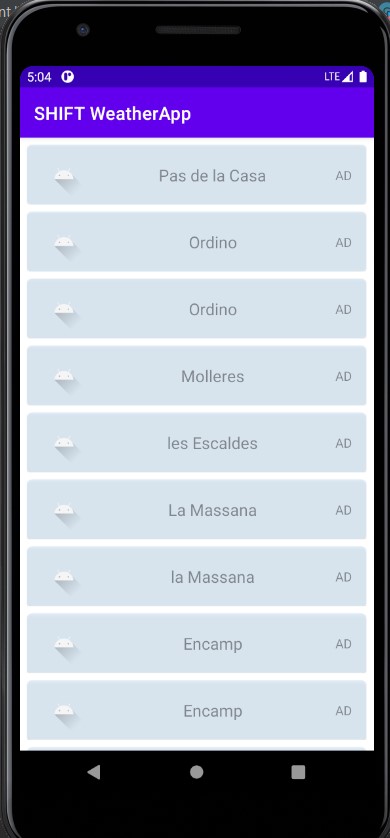 nt
5:04 LTE
SHIFT WeatherApp
Pas de la Casa AD
Ordino AD
Ordino AD
Molleres AD
les Escaldes AD
La Massana AD
la Massana AD
Encamp AD
Encamp AD